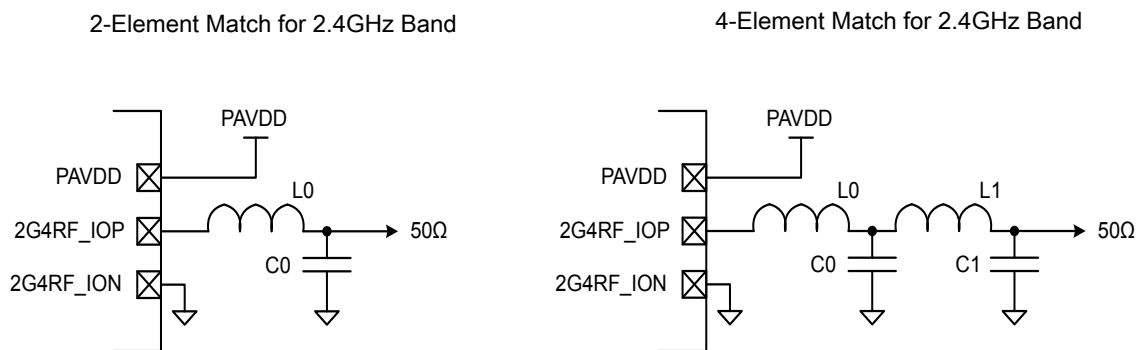 2-Element Match for 2.4GHz Band
PAVDD
PAVDD
L0
2G4RF_IOP
50Ω
C0
2G4RF_ION
4-Element Match for 2.4GHz Band
PAVDD
PAVDD
L0
L1
2G4RF_IOP
50Ω
C0
C1
2G4RF_ION